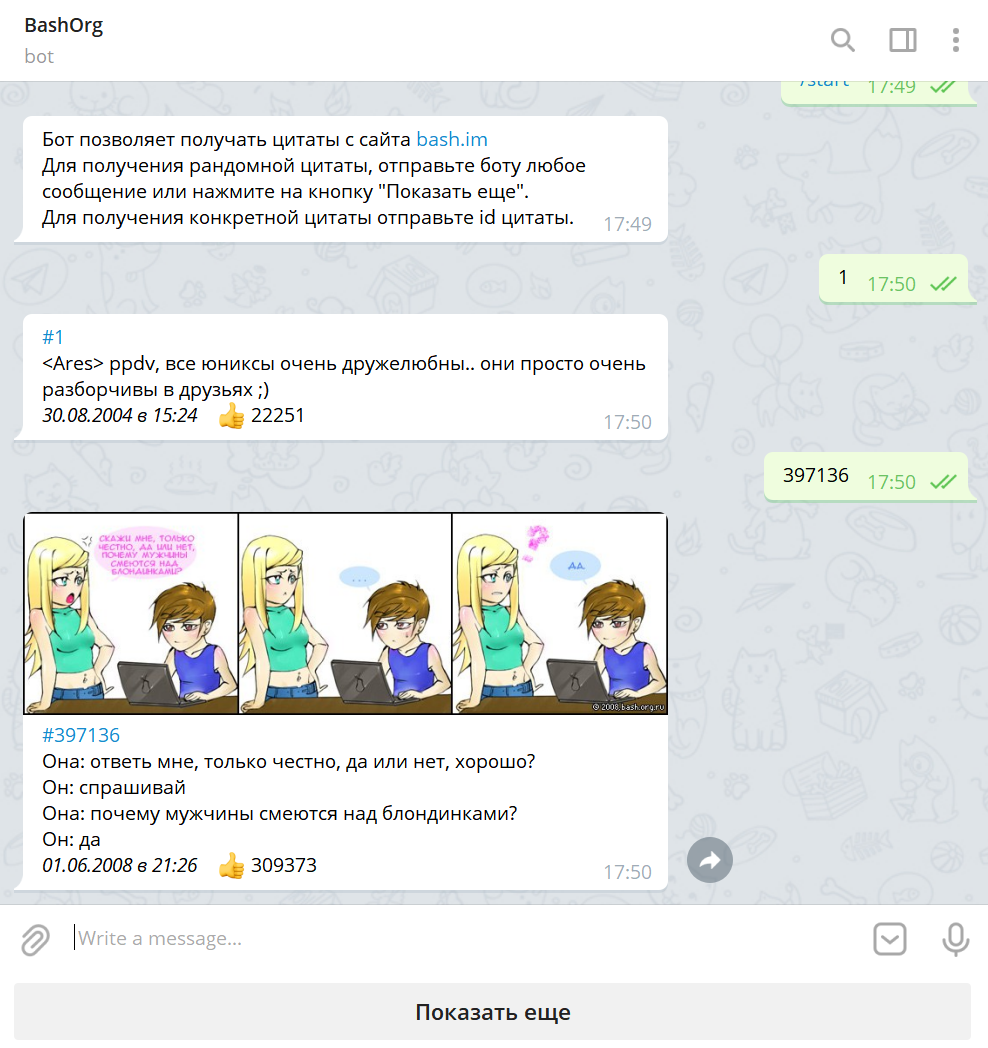 BashOrg
bot
/start 17:49
Бот позволяет получать цитаты с сайта bash.im
Для получения рандомной цитаты, отправьте боту любое
сообщение или нажмите на кнопку "Показать еще".
Для получения конкретной цитаты отправьте id цитаты. 17:49
1 17:50
#1
<Ares> ppdv, все юниксы очень дружелюбны.. они просто очень
разборчивы в друзьях ;)
30.08.2004 в 15:24 👍 22251 17:50
397136 17:50
СКАЖИ МНЕ, ТОЛЬКО
ЧЕСТНО, ДА ИЛИ НЕТ,
ПОЧЕМУ МУЖЧИНЫ
СМЕЮТСЯ НАД
БЛОНДИНКАМИ?
...
ДА.
© 2008, bash.org.ru
#397136
Она: ответь мне, только честно, да или нет, хорошо?
Он: спрашивай
Она: почему мужчины смеются над блондинками?
Он: да
01.06.2008 в 21:26 👍 309373 17:50
Write a message...
Показать еще